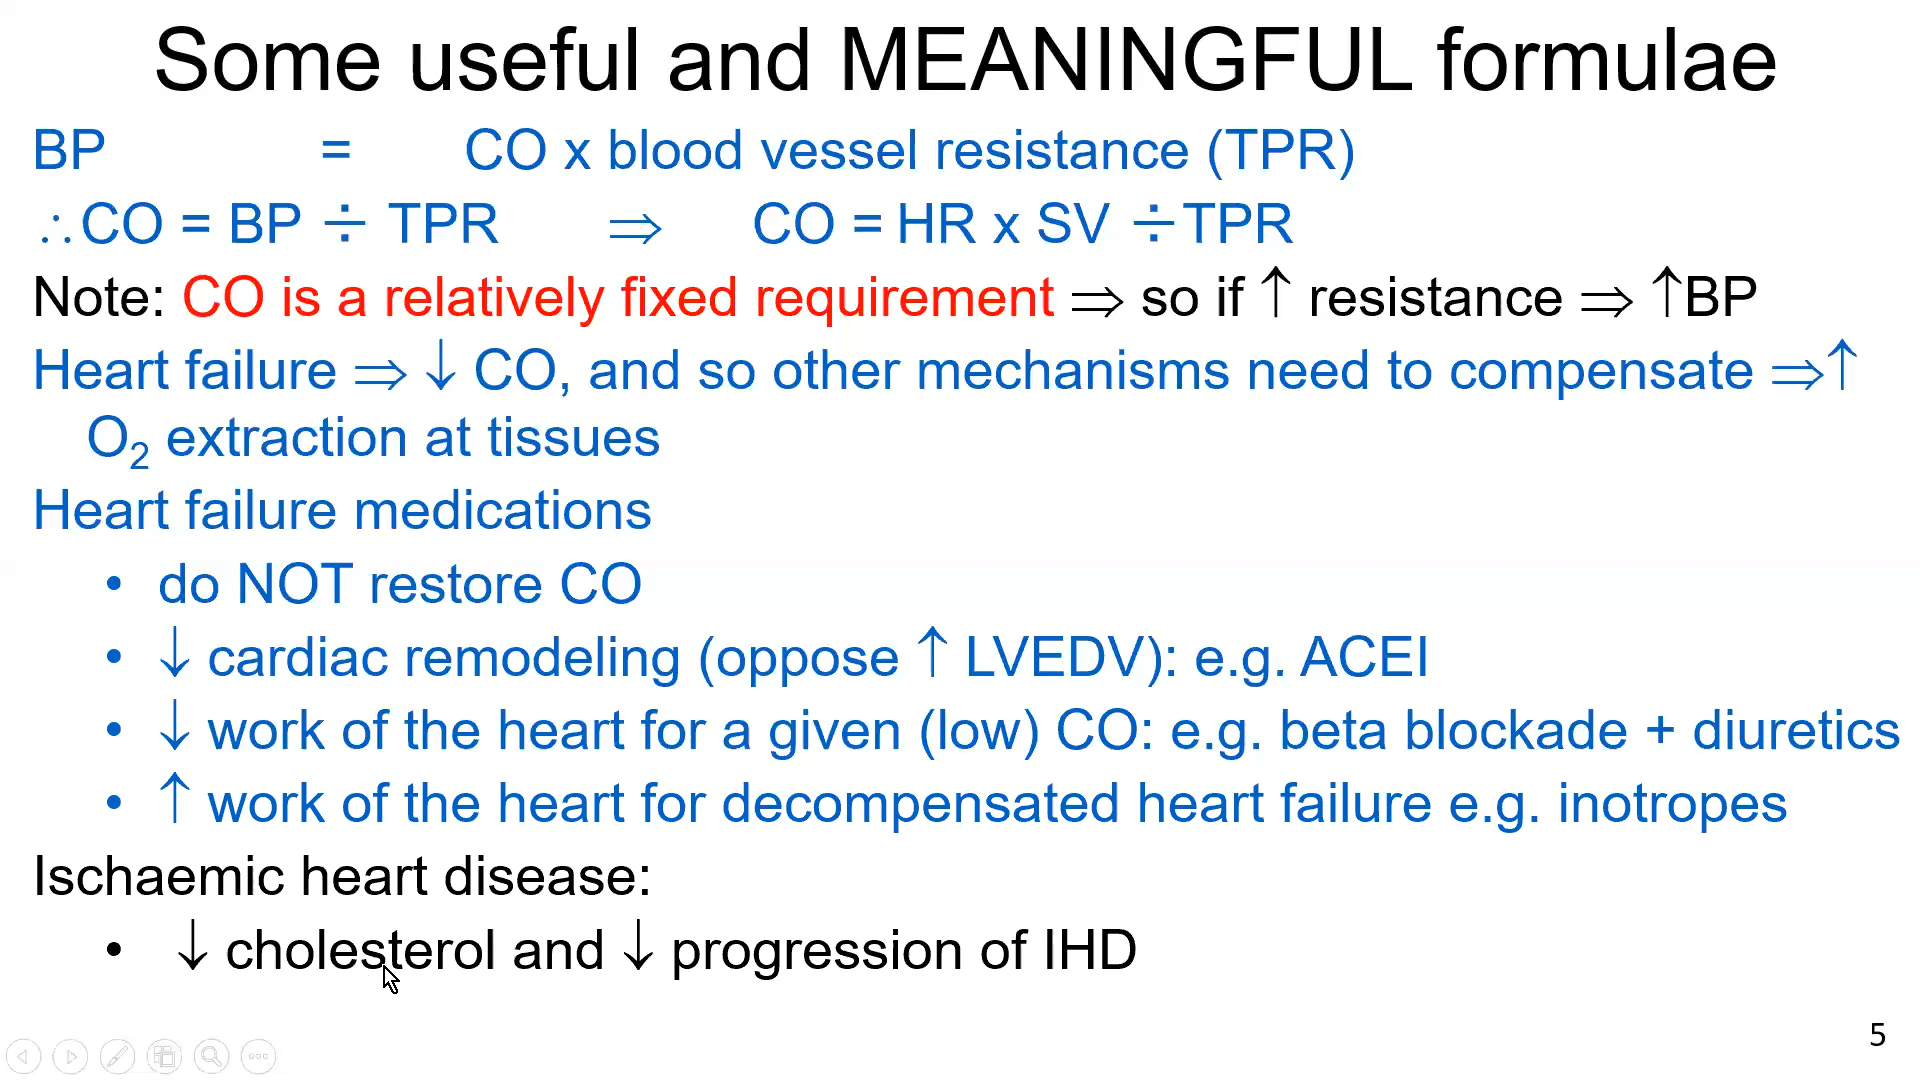 Some useful and MEANINGFUL formulae
BP = CO x blood vessel resistance (TPR)
∴CO = BP ÷ TPR ⇒ CO = HR x SV ÷TPR
Note: CO is a relatively fixed requirement ⇒ so if ↑ resistance ⇒ ↑BP
Heart failure ⇒ ↓ CO, and so other mechanisms need to compensate ⇒↑
O₂ extraction at tissues
Heart failure medications
• do NOT restore CO
• ↓ cardiac remodeling (oppose ↑ LVEDV): e.g. ACEI
• ↓ work of the heart for a given (low) CO: e.g. beta blockade + diuretics
• ↑ work of the heart for decompensated heart failure e.g. inotropes
Ischaemic heart disease:
• ↓ cholesterol and ↓ progression of IHD
5